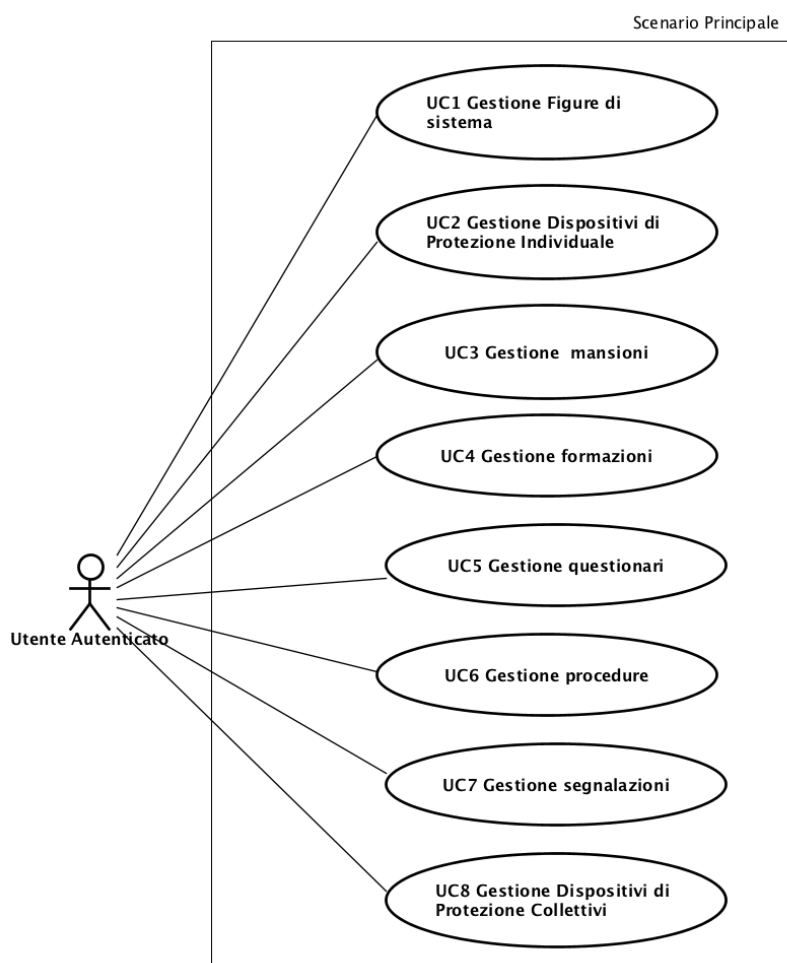 Scenario Principale
UC1 Gestione Figure di
sistema
UC2 Gestione Dispositivi di
Protezione Individuale
UC3 Gestione  mansioni
UC4 Gestione formazioni
UC5 Gestione questionari
Utente Autenticato
UC6 Gestione procedure
UC7 Gestione segnalazioni
UC8 Gestione Dispositivi di
Protezione Collettivi